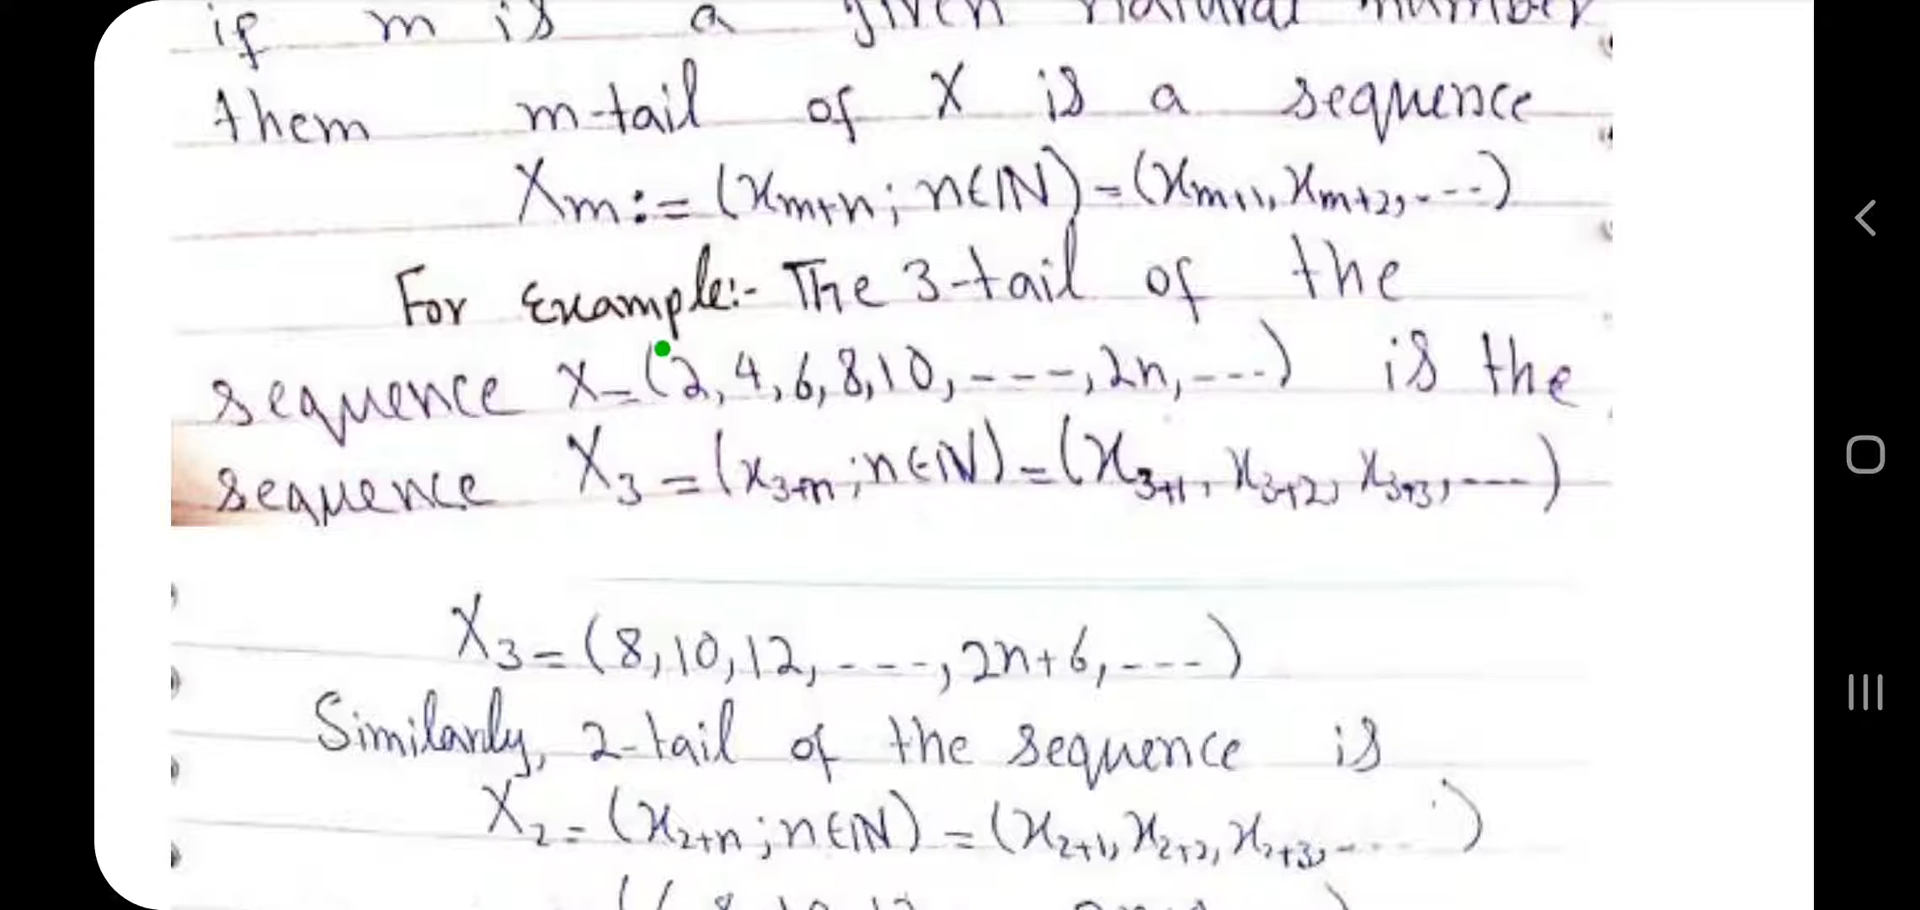 if m is a given natural number
them m-tail of X is a sequence
Xm:= (xm+n; n∈ℕ) = (xm+1, xm+2, ----)
For Example:- The 3-tail of the
sequence X = (2, 4, 6, 8, 10, ----, 2n, ----) is the
sequence X3 = (x3+n; n∈ℕ) = (x3+1, x3+2, x3+3, ----)
X3 = (8, 10, 12, ----, 2n+6, ----)
Similarly, 2-tail of the sequence is
X2 = (x2+n; n∈ℕ) = (x2+1, x2+2, x2+3, ----)